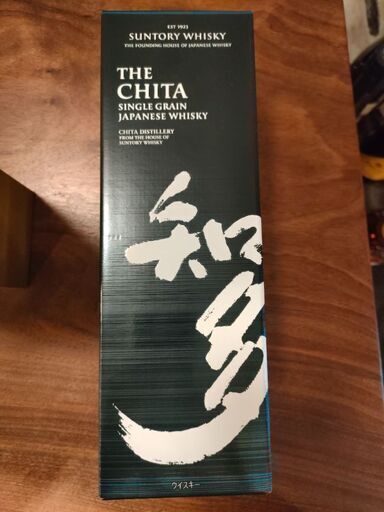 EST 1923
SUNTORY WHISKY
THE FOUNDING HOUSE OF JAPANESE WHISKY
THE
CHITA
SINGLE GRAIN
JAPANESE WHISKY
CHITA DISTILLERY
FROM THE HOUSE OF
SUNTORY WHISKY
知
多
ウイスキー